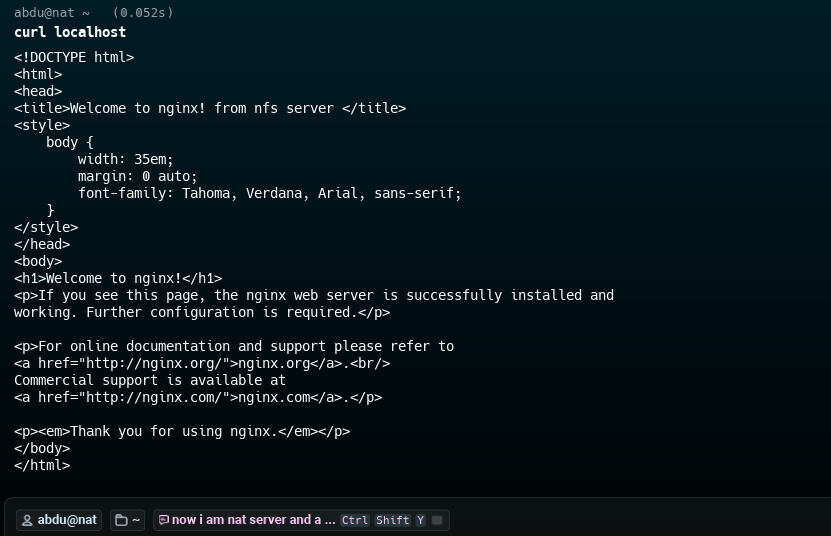 abdu@nat ~ (0.052s)
curl localhost
<!DOCTYPE html>
<html>
<head>
<title>Welcome to nginx! from nfs server </title>
<style>
    body {
        width: 35em;
        margin: 0 auto;
        font-family: Tahoma, Verdana, Arial, sans-serif;
    }
</style>
</head>
<body>
<h1>Welcome to nginx!</h1>
<p>If you see this page, the nginx web server is successfully installed and
working. Further configuration is required.</p>

<p>For online documentation and support please refer to
<a href="http://nginx.org/">nginx.org</a>.<br/>
Commercial support is available at
<a href="http://nginx.com/">nginx.com</a>.</p>

<p><em>Thank you for using nginx.</em></p>
</body>
</html>
abdu@nat ~ now i am nat server and a ... Ctrl Shift Y